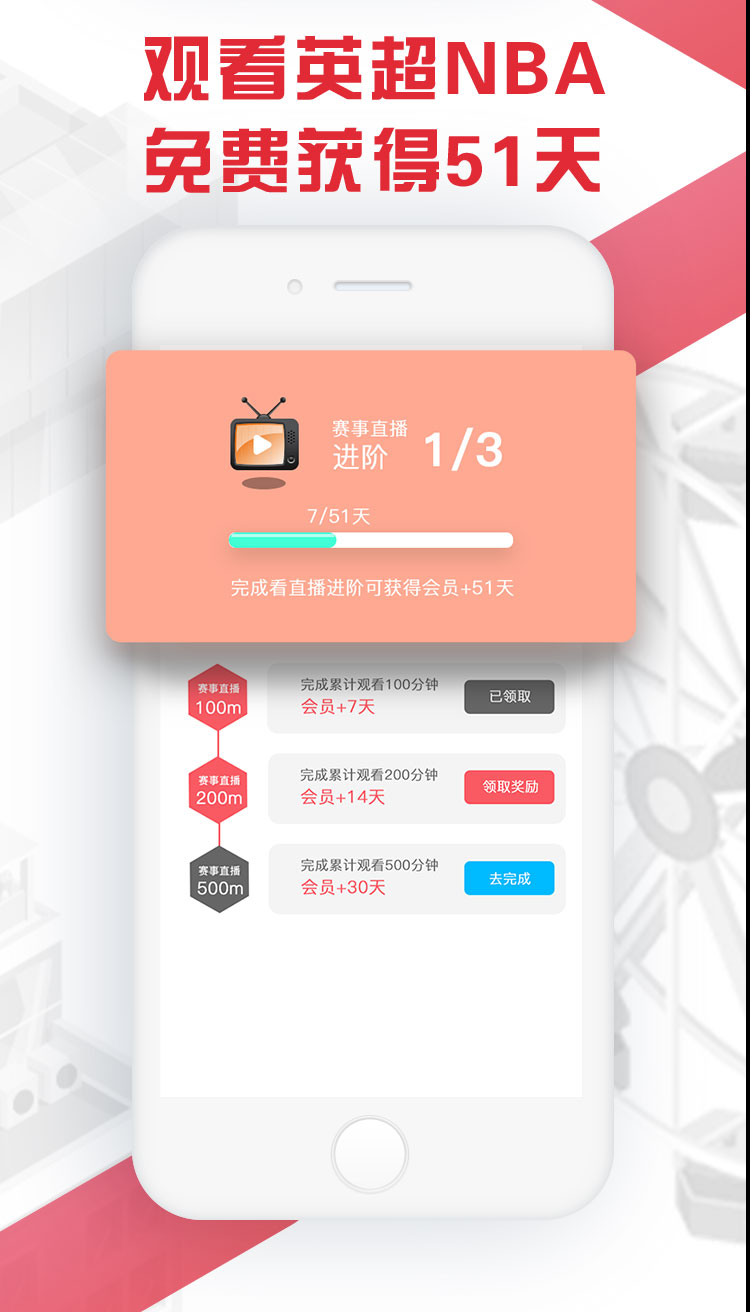 观看英超NBA
免费获得51天
赛事直播
进阶 1/3
7/51天
完成看直播进阶可获得会员+51天
赛事直播
100m
完成累计观看100分钟
会员+7天
已领取
赛事直播
200m
完成累计观看200分钟
会员+14天
领取奖励
赛事直播
500m
完成累计观看500分钟
会员+30天
去完成